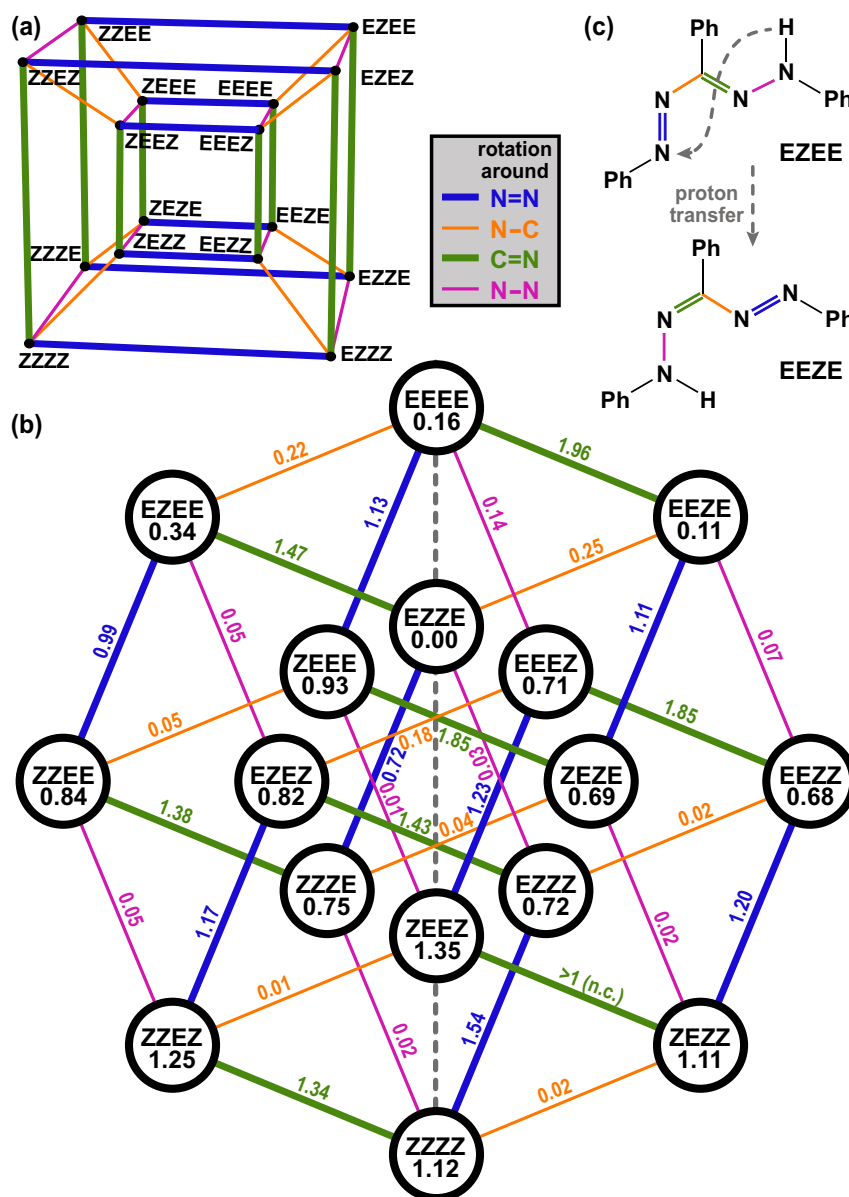 (a)
ZZEE
EZEE
ZZEZ
EZEZ
ZEEE
EEEE
ZEEZ
EEEZ
ZEZE
EEZE
ZEZZ
EEZZ
ZZZE
EZZE
ZZZZ
EZZZ
rotation
around
N=N
N–C
C=N
N–N
(c)
Ph
H
N
N
N
Ph
N
Ph
EZEE
proton
transfer
Ph
N
N
N
Ph
N
Ph
H
EEZE
(b)
EEEE
0.16
0.22
1.96
EZEE
0.34
1.13
0.14
EEZE
0.11
1.47
0.25
EZZE
0.00
0.99
0.05
1.11
0.07
ZEEE
0.93
EEEZ
0.71
0.05
0.18
1.85
1.85
0.72
0.03
ZZEE
0.84
EZEZ
0.82
ZEZE
0.69
EEZZ
0.68
0.01
1.23
1.38
1.43
0.04
0.02
ZZZE
0.75
EZZZ
0.72
0.05
1.17
0.02
1.20
ZEEZ
1.35
0.01
>1 (n.c.)
ZZEZ
1.25
0.02
1.54
ZEZZ
1.11
1.34
0.02
ZZZZ
1.12